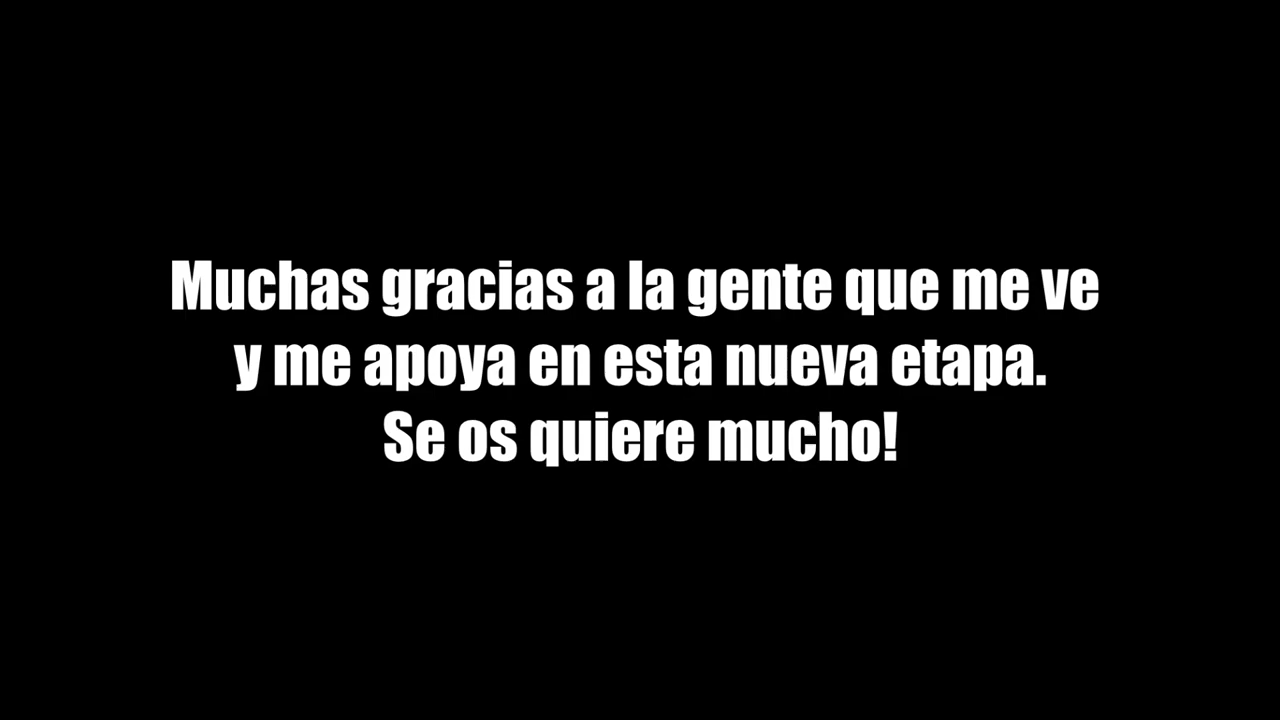 Muchas gracias a la gente que me ve
y me apoya en esta nueva etapa.
Se os quiere mucho!